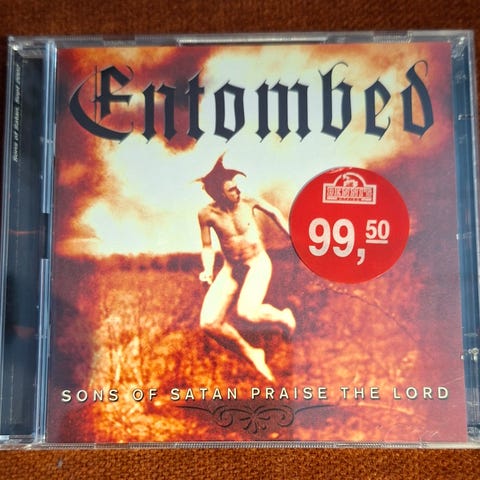 Entombed
99,50
SONS OF SATAN PRAISE THE LORD